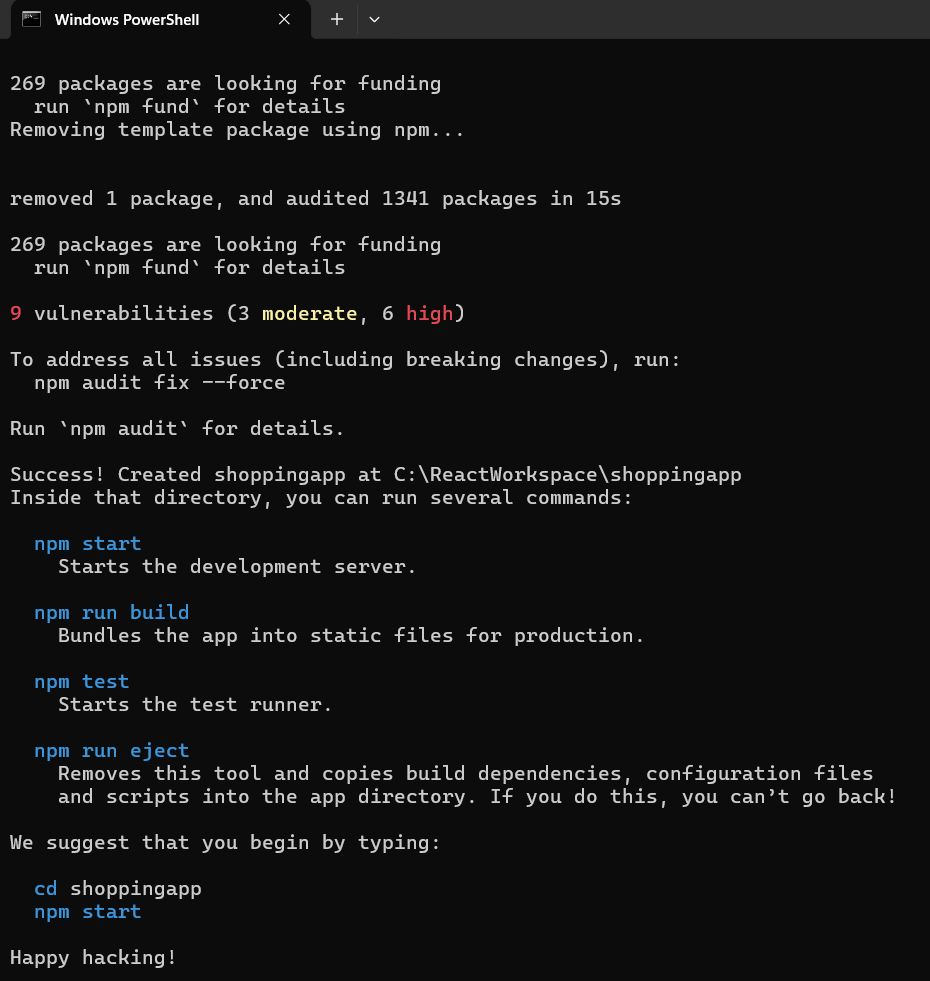 Windows PowerShell
269 packages are looking for funding
  run `npm fund` for details
Removing template package using npm...
removed 1 package, and audited 1341 packages in 15s
269 packages are looking for funding
  run `npm fund` for details
9 vulnerabilities (3 moderate, 6 high)
To address all issues (including breaking changes), run:
  npm audit fix --force
Run `npm audit` for details.
Success! Created shoppingapp at C:\ReactWorkspace\shoppingapp
Inside that directory, you can run several commands:
  npm start
    Starts the development server.
  npm run build
    Bundles the app into static files for production.
  npm test
    Starts the test runner.
  npm run eject
    Removes this tool and copies build dependencies, configuration files
    and scripts into the app directory. If you do this, you can’t go back!
We suggest that you begin by typing:
  cd shoppingapp
  npm start
Happy hacking!